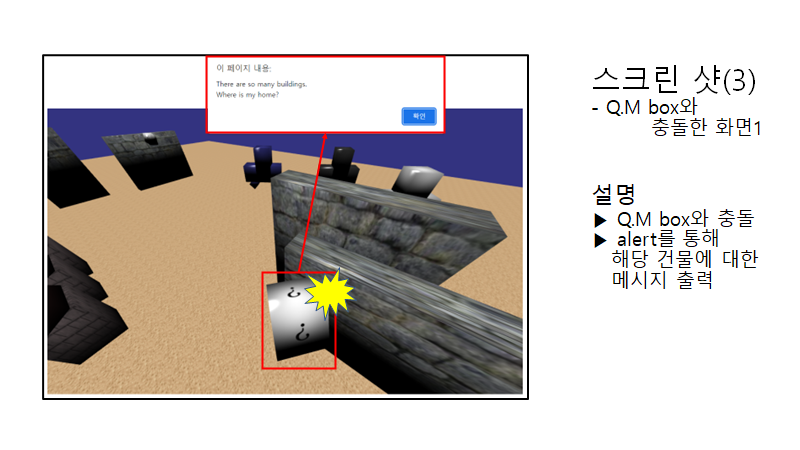 이 페이지 내용:
There are so many buildings.
Where is my home?
확인
?
?
스크린 샷(3)
- Q.M box와
충돌한 화면1
설명
▶ Q.M box와 충돌
▶ alert를 통해
해당 건물에 대한
메시지 출력